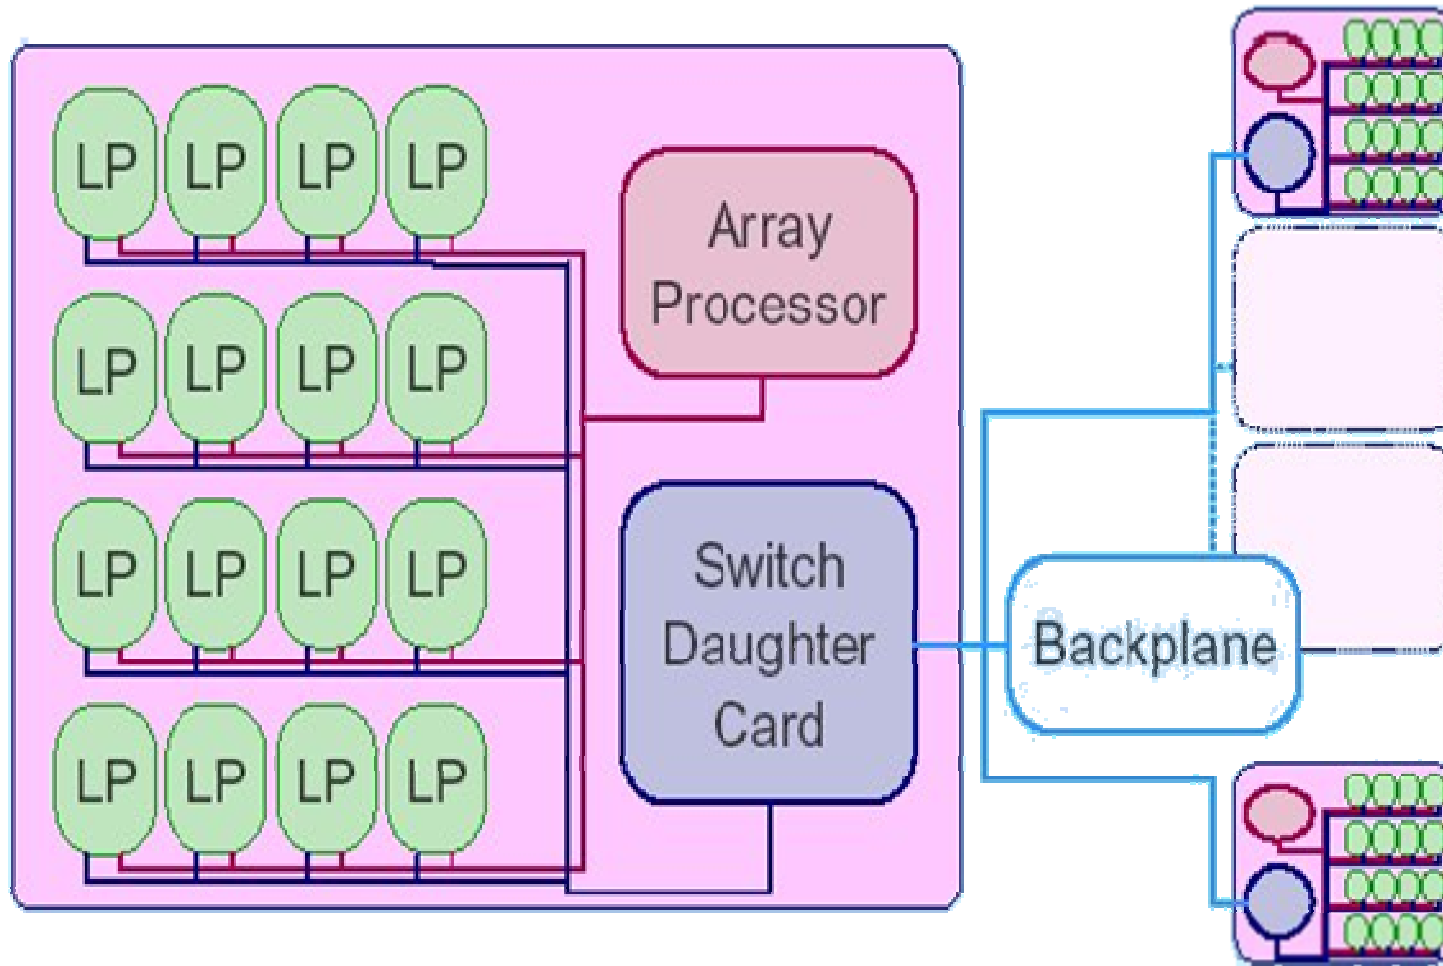 LP LP LP LP
LP LP LP LP
LP LP LP LP
LP LP LP LP
Array
Processor
Switch
Daughter
Card
Backplane